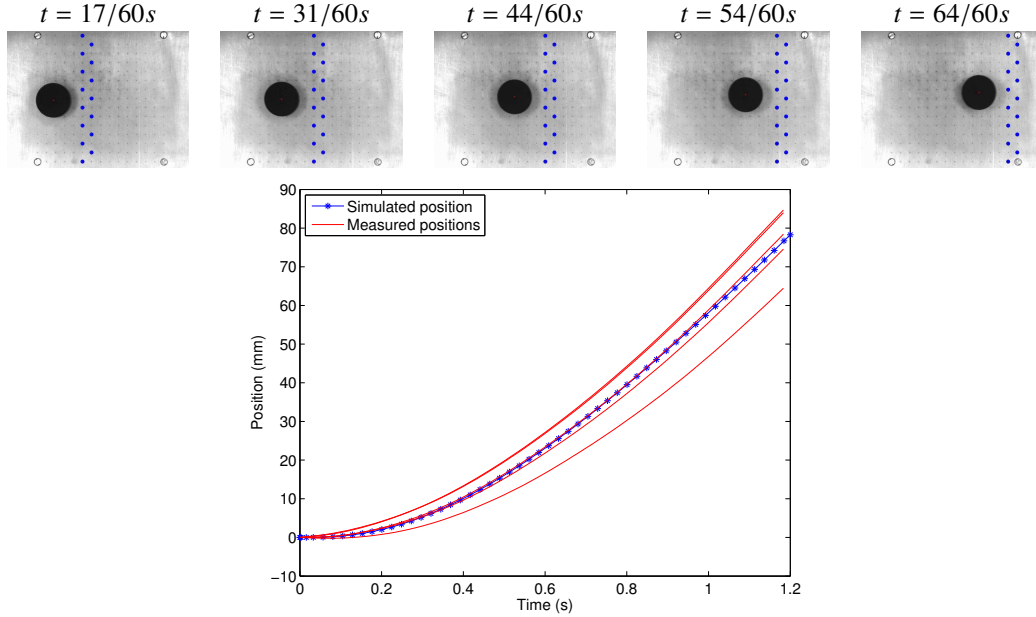 t = 17/60s
t = 31/60s
t = 44/60s
t = 54/60s
t = 64/60s
Simulated position
Measured positions
90
80
70
60
50
40
30
20
10
0
−10
Position (mm)
0
0.2
0.4
0.6
0.8
1
1.2
Time (s)